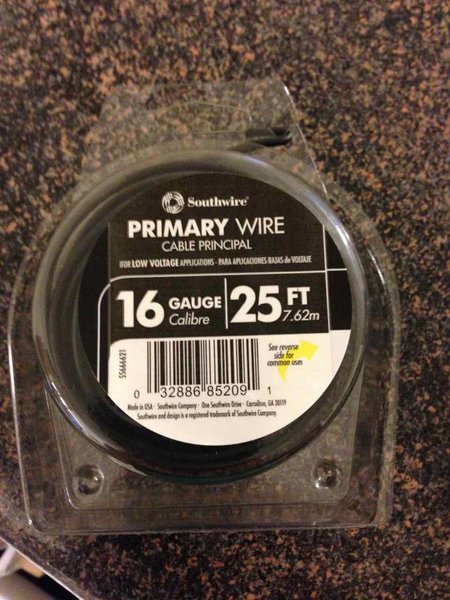 Southwire®
PRIMARY WIRE
CABLE PRINCIPAL
FOR LOW VOLTAGE APPLICATIONS · PARA APLICACIONES BAJAS de VOLTAJE
16 GAUGE Calibre
25 FT 7.62m
See reverse
side for
common uses
55666621
0 32886 85209 1
Made in USA · Southwire Company · One Southwire Drive · Carrollton, GA 30119
Southwire and design is a registered trademark of Southwire Company.